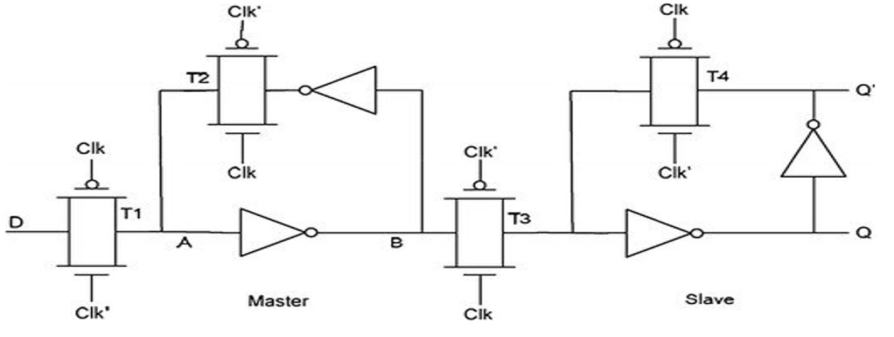 Clk'
Clk
T2
T4
Q'
Clk
Clk'
Clk
Clk'
T1
T3
D
A
B
Q
Clk'
Master
Clk
Slave